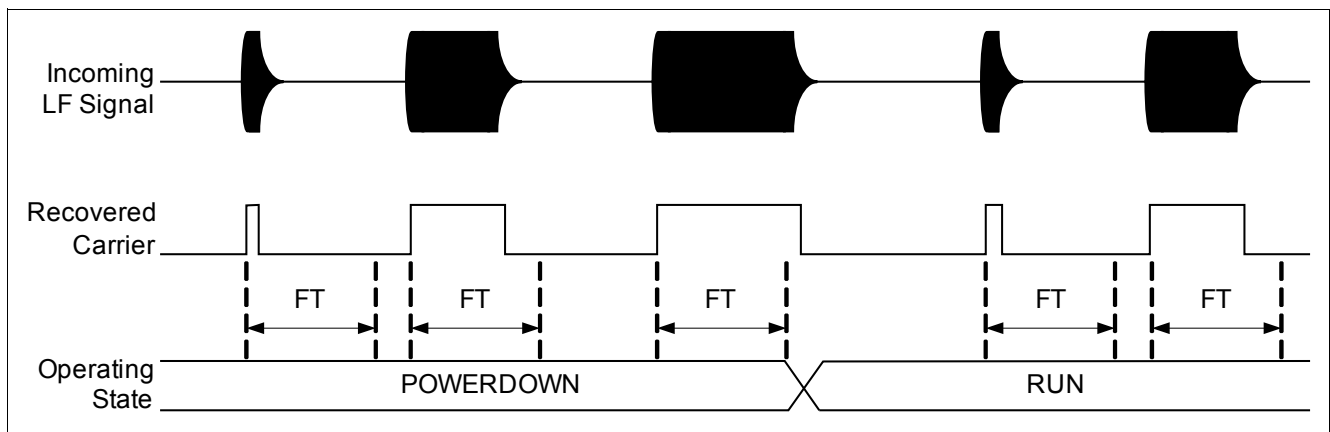 Incoming
LF Signal
Recovered
Carrier
FT FT FT FT FT
Operating
State
POWERDOWN RUN